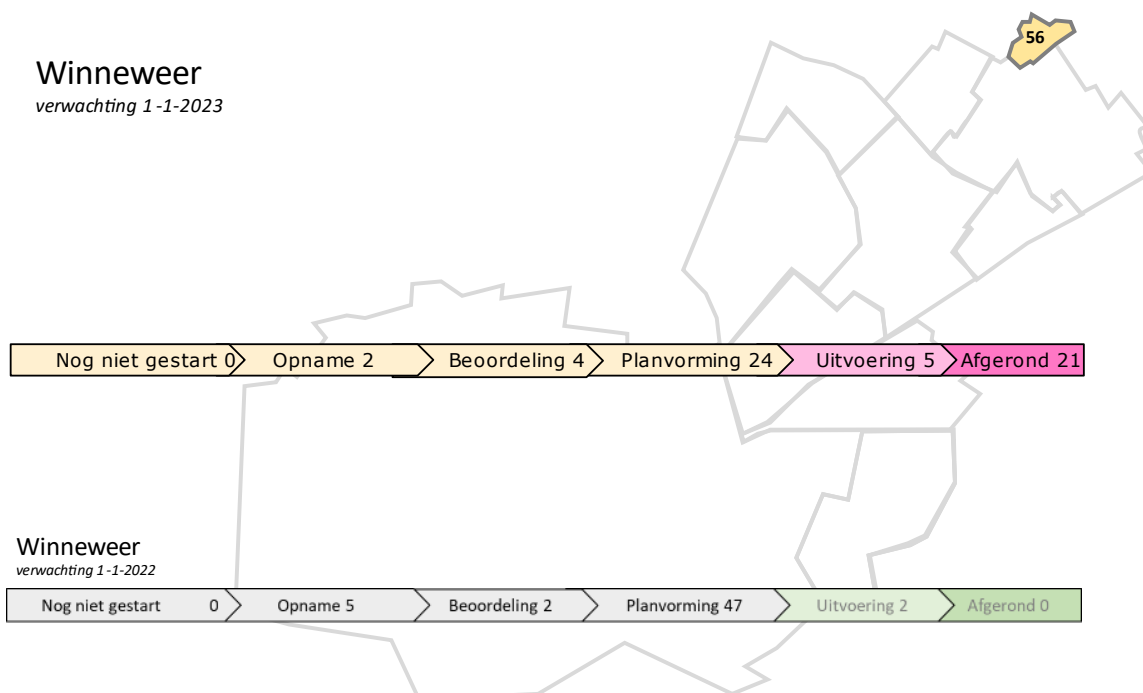 56
Winneweer
verwachting 1-1-2023
Nog niet gestart 0 Opname 2 Beoordeling 4 Planvorming 24 Uitvoering 5 Afgerond 21
Winneweer
verwachting 1-1-2022
Nog niet gestart 0 Opname 5 Beoordeling 2 Planvorming 47 Uitvoering 2 Afgerond 0